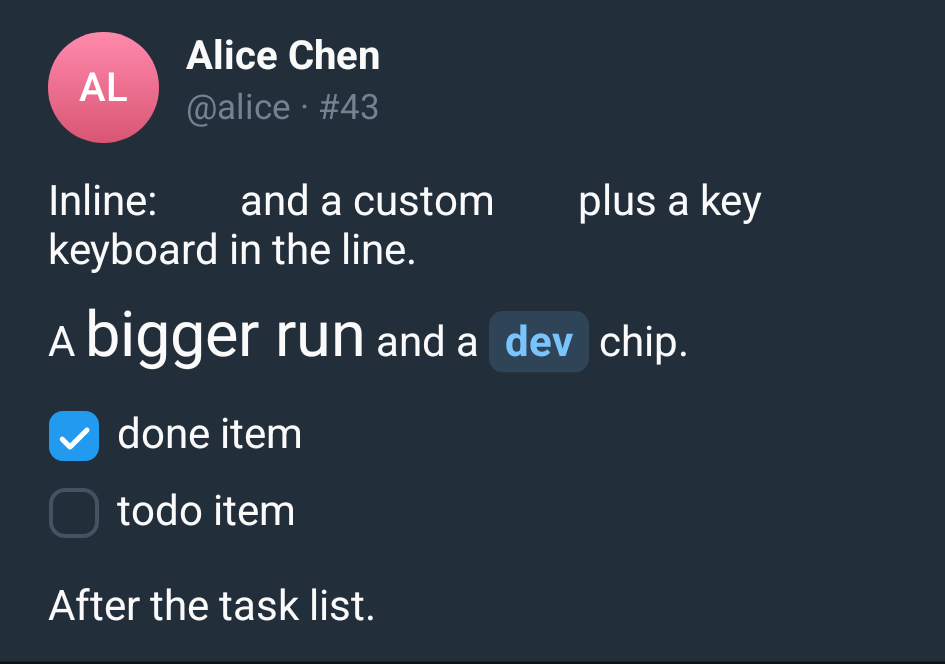 AL
Alice Chen
@alice · #43
Inline: and a custom plus a key
keyboard in the line.
A bigger run and a dev chip.
done item
todo item
After the task list.